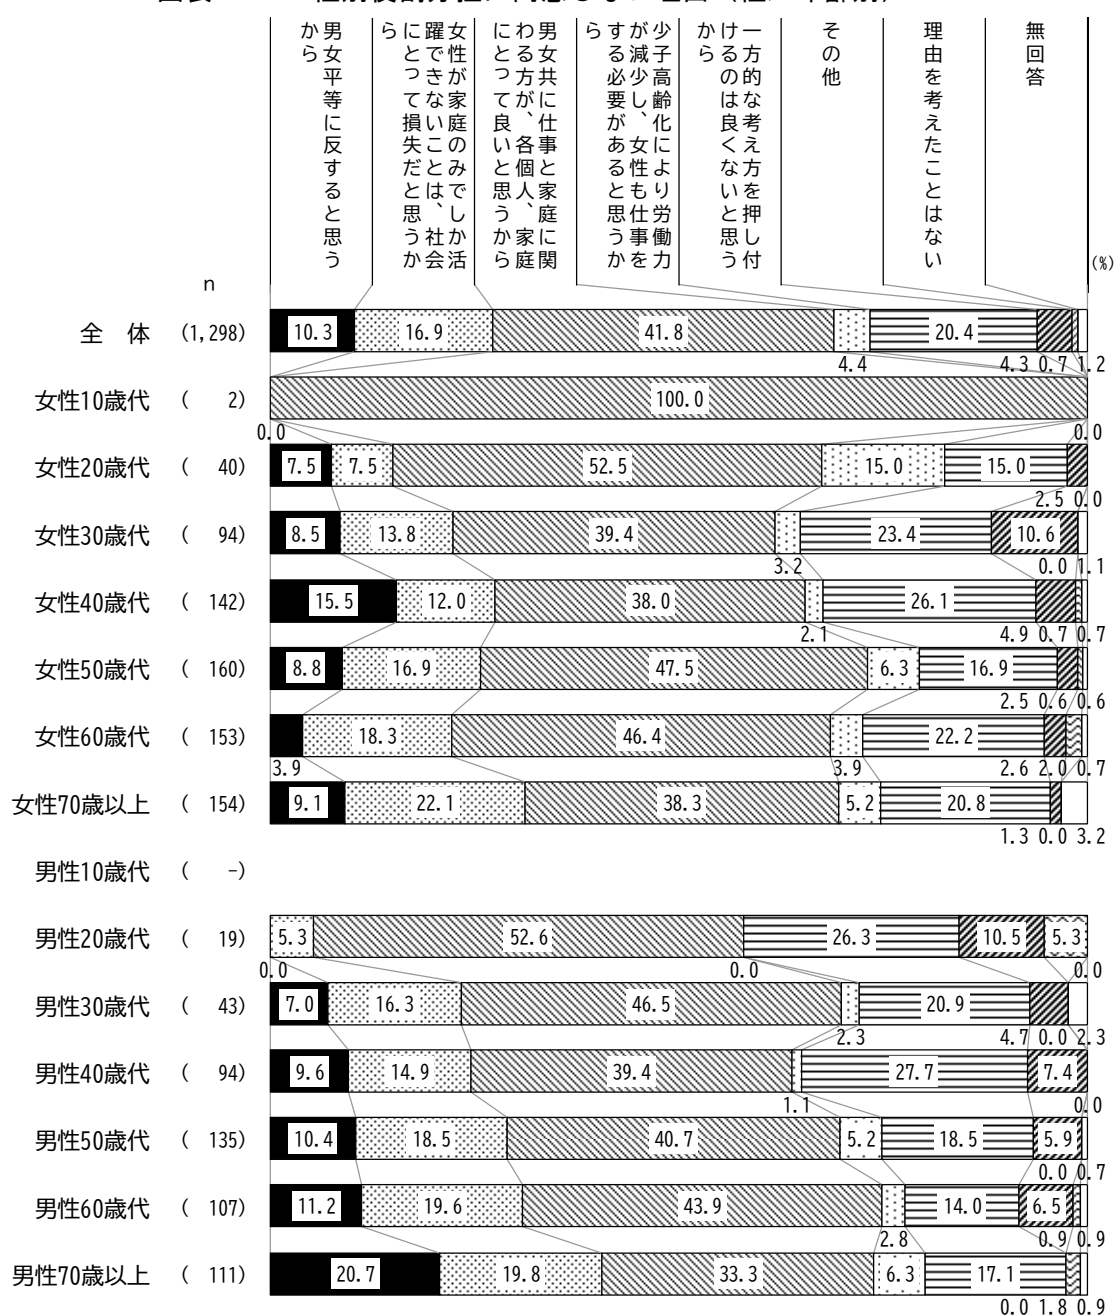 男女平等に反すると思う
から
女性が家庭のみでしか活
躍できないことは、社会
にとって損失だと思うか
ら
男女共に仕事と家庭に関
わる方が、各個人、家庭
にとって良いと思うから
少子高齢化により労働力
が減少し、女性も仕事を
する必要があると思うか
ら
一方的な考え方を押し付
けるのは良くないと思う
から
その他
理由を考えたことはない
無回答
(%)
n
全 体 (1,298) 10.3 16.9 41.8 20.4
4.4 4.3 0.7 1.2
女性10歳代 ( 2) 100.0
0.0 0.0
女性20歳代 ( 40) 7.5 7.5 52.5 15.0 15.0
2.5 0.0
女性30歳代 ( 94) 8.5 13.8 39.4 23.4 10.6
3.2 0.0 1.1
女性40歳代 ( 142) 15.5 12.0 38.0 26.1
2.1 4.9 0.7 0.7
女性50歳代 ( 160) 8.8 16.9 47.5 6.3 16.9
2.5 0.6 0.6
女性60歳代 ( 153) 18.3 46.4 22.2
3.9 3.9 2.6 2.0 0.7
女性70歳以上 ( 154) 9.1 22.1 38.3 5.2 20.8
1.3 0.0 3.2
男性10歳代 ( -)
男性20歳代 ( 19) 5.3 52.6 26.3 10.5 5.3
0.0 0.0 0.0
男性30歳代 ( 43) 7.0 16.3 46.5 20.9
2.3 4.7 0.0 2.3
男性40歳代 ( 94) 9.6 14.9 39.4 27.7 7.4
1.1 0.0
男性50歳代 ( 135) 10.4 18.5 40.7 5.2 18.5 5.9
0.0 0.7
男性60歳代 ( 107) 11.2 19.6 43.9 14.0 6.5
2.8 0.9 0.9
男性70歳以上 ( 111) 20.7 19.8 33.3 6.3 17.1
0.0 1.8 0.9